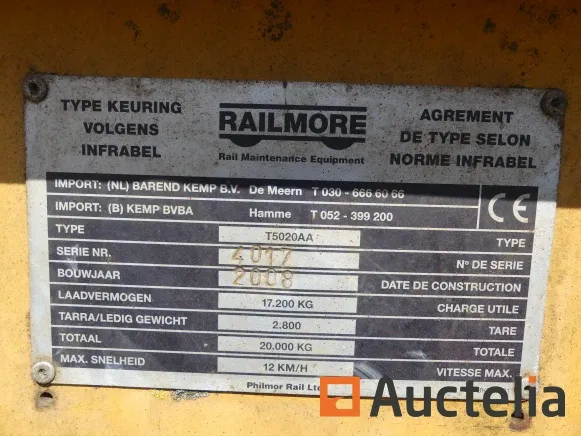 TYPE KEURING
VOLGENS
INFRABEL
RAILMORE
Rail Maintenance Equipment
AGREMENT
DE TYPE SELON
NORME INFRABEL
IMPORT: (NL) BAREND KEMP B.V. De Meern T 030 - 666 60 66
IMPORT: (B) KEMP BVBA Hamme T 052 - 399 200
CE
TYPE T5020AA TYPE
SERIE NR. 4017 N° DE SERIE
BOUWJAAR 2008 DATE DE CONSTRUCTION
LAADVERMOGEN 17.200 KG CHARGE UTILE
TARRA/LEDIG GEWICHT 2.800 TARE
TOTAAL 20.000 KG TOTALE
MAX. SNELHEID 12 KM/H VITESSE MAX.
Philmor Rail
Auctelia